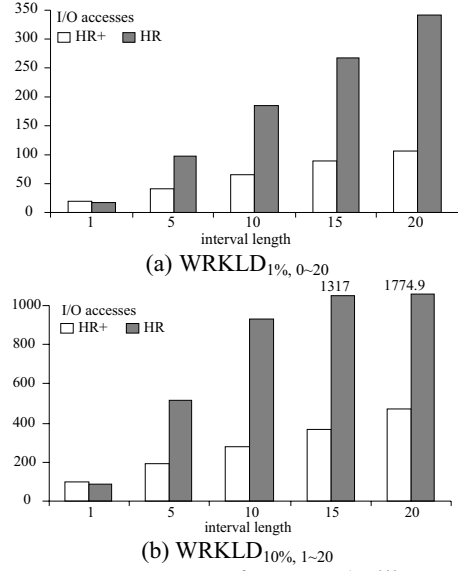 350
I/O accesses
HR+ HR
300
250
200
150
100
50
0
1 5 10 15 20
interval length
(a) WRKLD1%, 0~20
1317 1774.9
1000
I/O accesses
HR+ HR
800
600
400
200
0
1 5 10 15 20
interval length
(b) WRKLD10%, 1~20